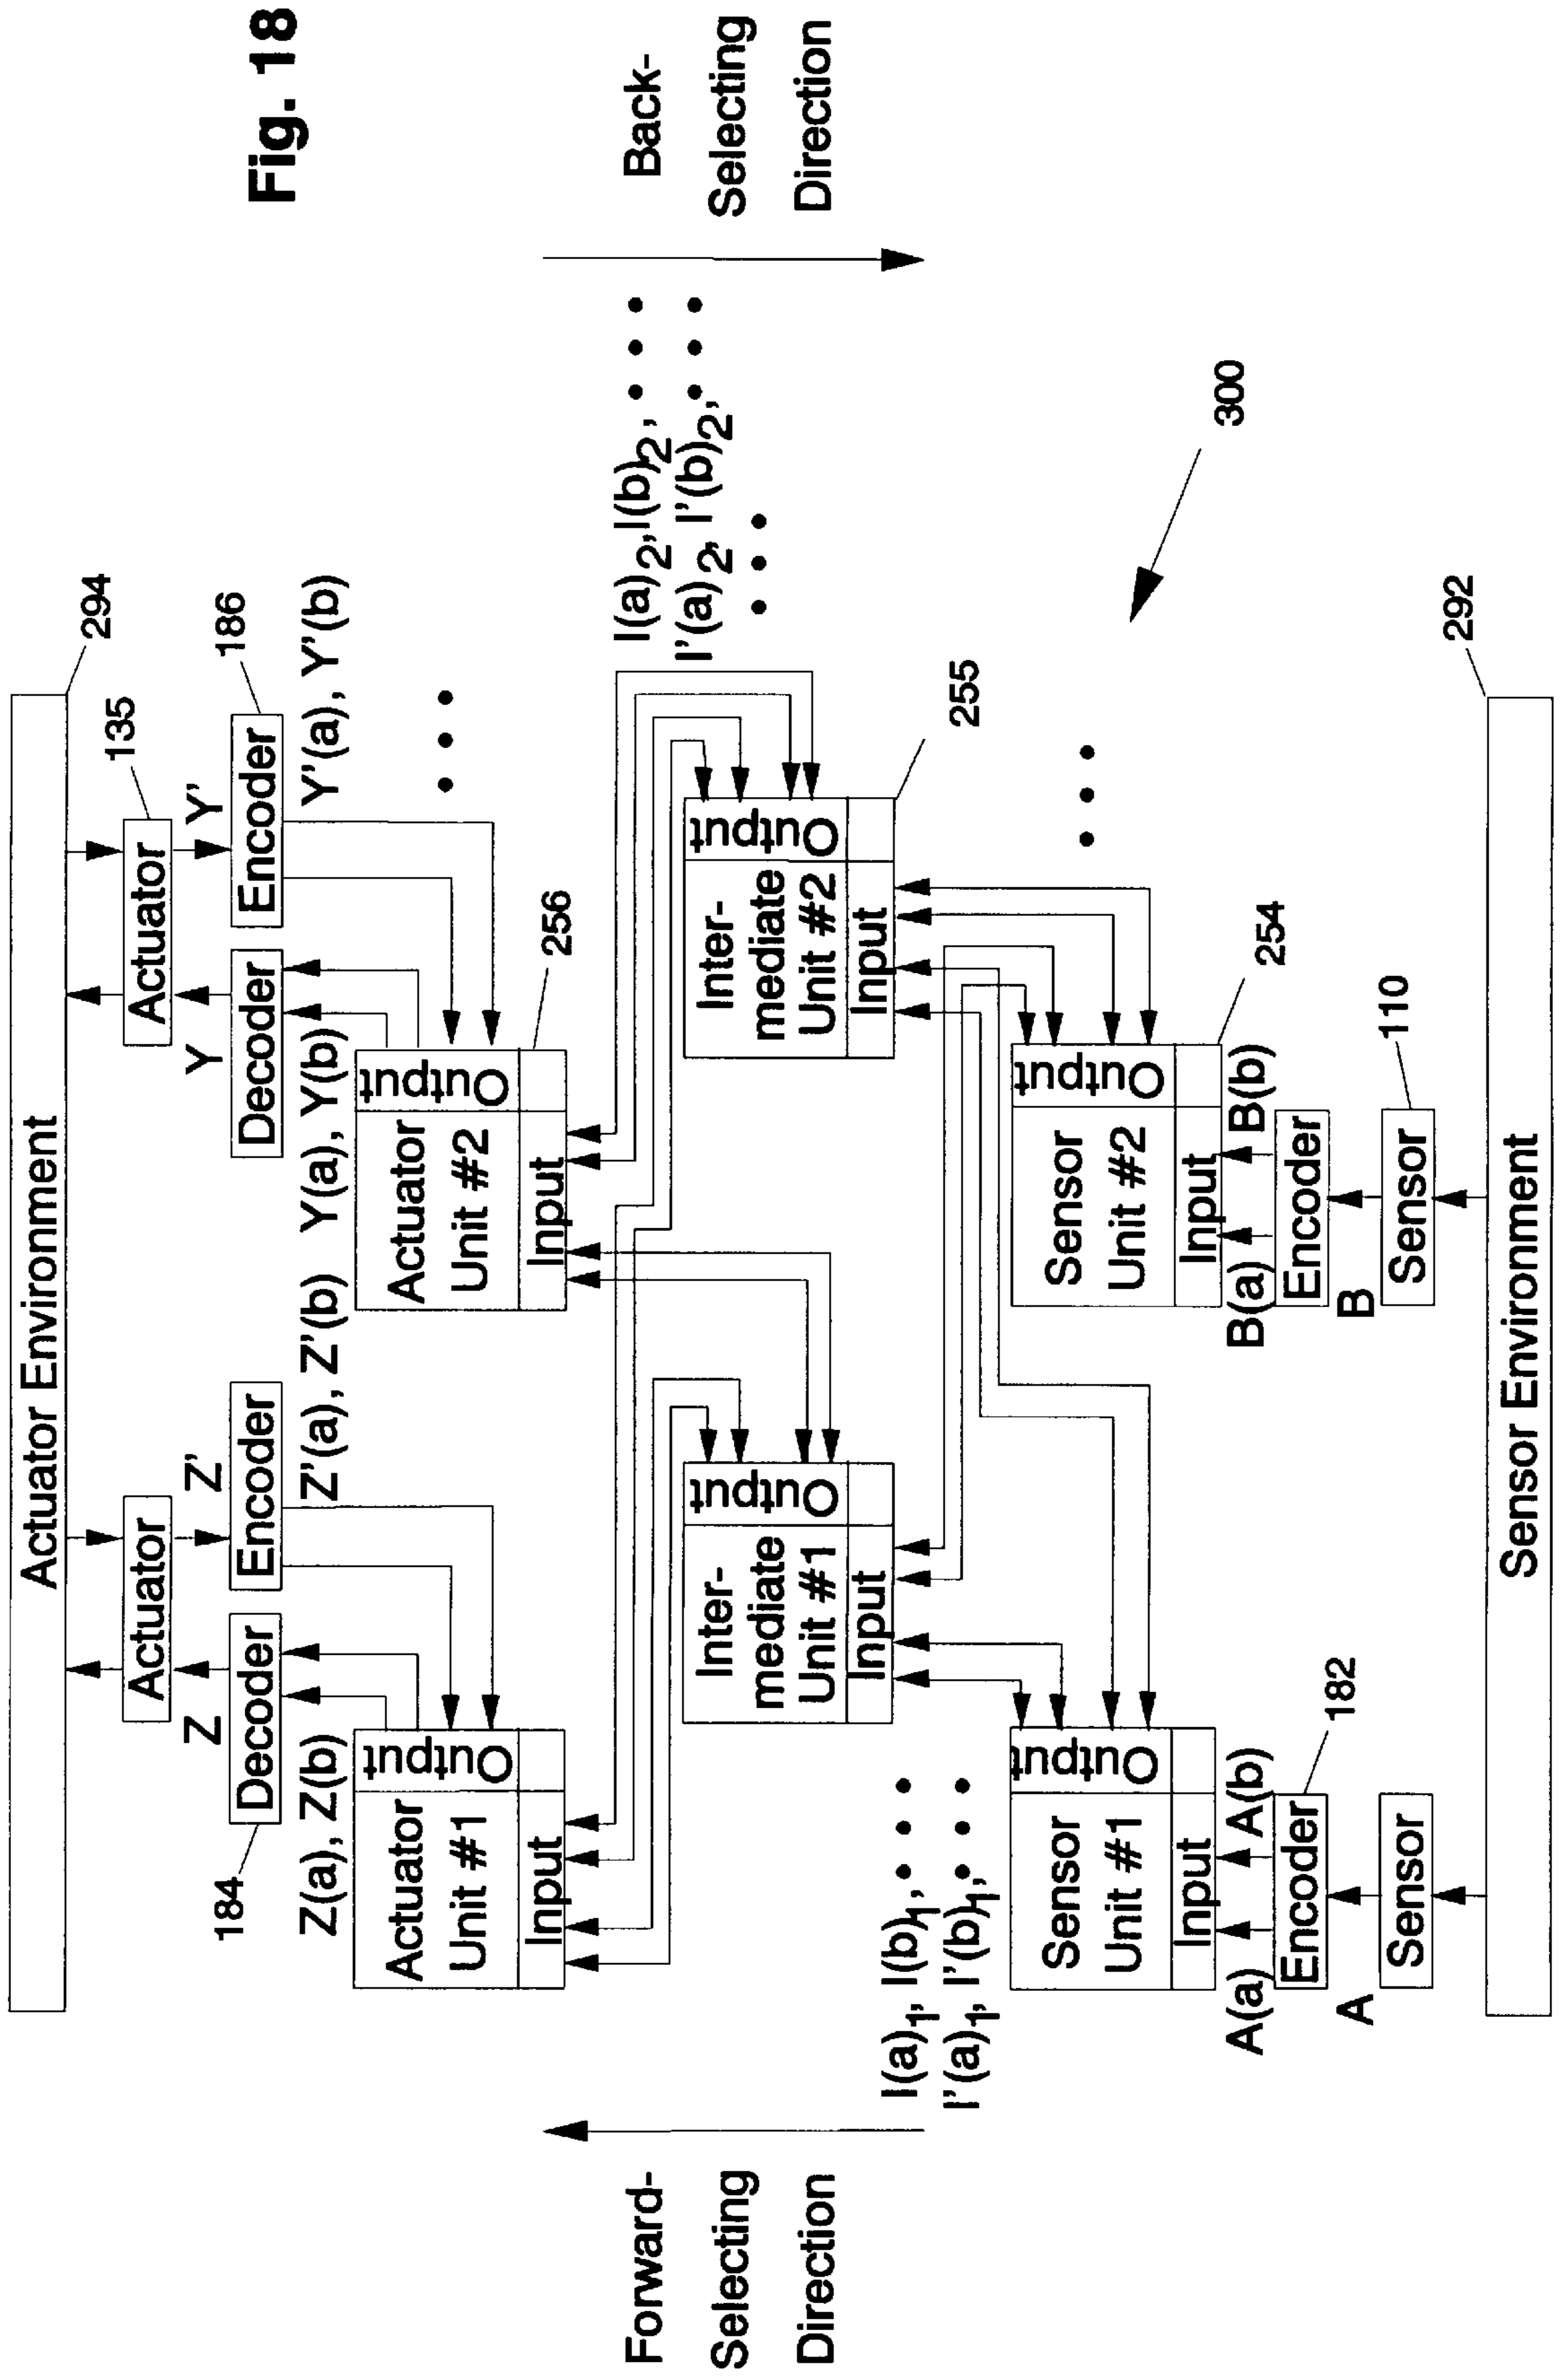 Fig. 18
Actuator Environment
294
Actuator
Actuator
135
Z
Z'
Y
Y'
Decoder
Encoder
Decoder
Encoder
186
184
Z(a), Z(b)
Z'(a), Z'(b)
Y(a), Y(b)
Y'(a), Y'(b)
Actuator
Unit #1
Input
Output
Actuator
Unit #2
Input
Output
256
Forward-
Selecting
Direction
Back-
Selecting
Direction
I(a)2, I(b)2,
I'(a)2, I'(b)2,
Inter-
mediate
Unit #1
Input
Output
Inter-
mediate
Unit #2
Input
Output
255
I(a)1, I(b)1,
I'(a)1, I'(b)1,
Sensor
Unit #1
Input
Output
Sensor
Unit #2
Input
Output
254
300
A(a)
A(b)
B(a)
B(b)
Encoder
182
Encoder
A
B
Sensor
Sensor
110
Sensor Environment
292